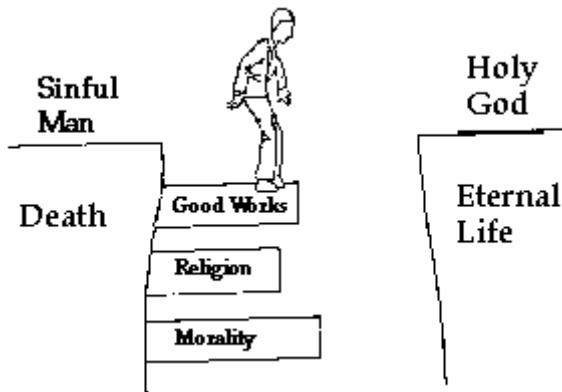 Sinful
Man
Holy
God
Death
Eternal
Life
Good Works
Religion
Morality